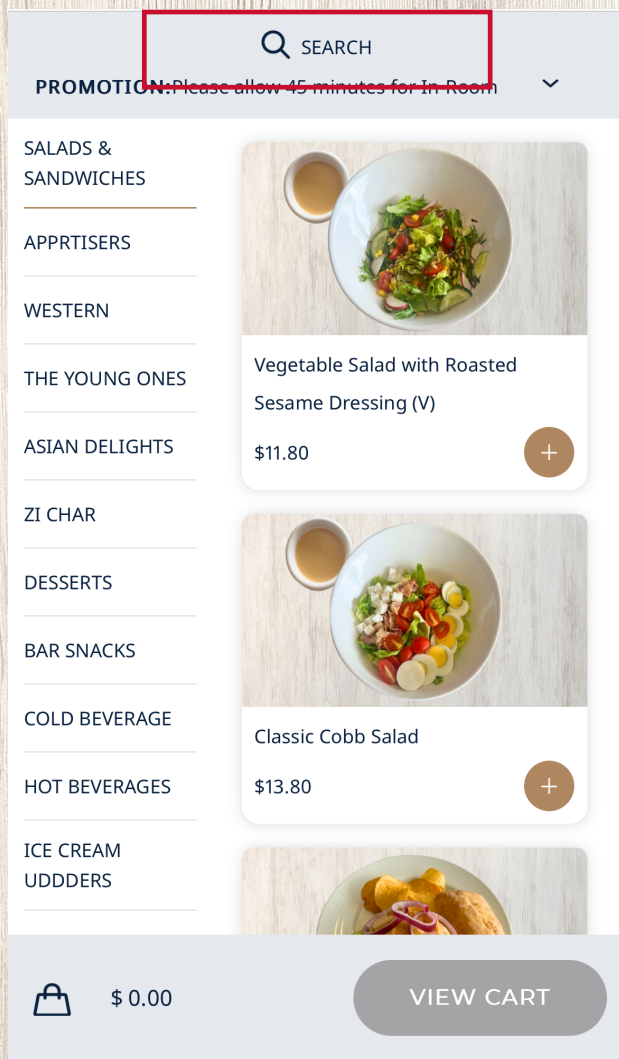 SEARCH
PROMOTION:Please allow 45 minutes for In-Room
SALADS &
SANDWICHES
APPRTISERS
WESTERN
THE YOUNG ONES
ASIAN DELIGHTS
ZI CHAR
DESSERTS
BAR SNACKS
COLD BEVERAGE
HOT BEVERAGES
ICE CREAM
UDDDERS
Vegetable Salad with Roasted
Sesame Dressing (V)
$11.80
+
Classic Cobb Salad
$13.80
+
$ 0.00
VIEW CART